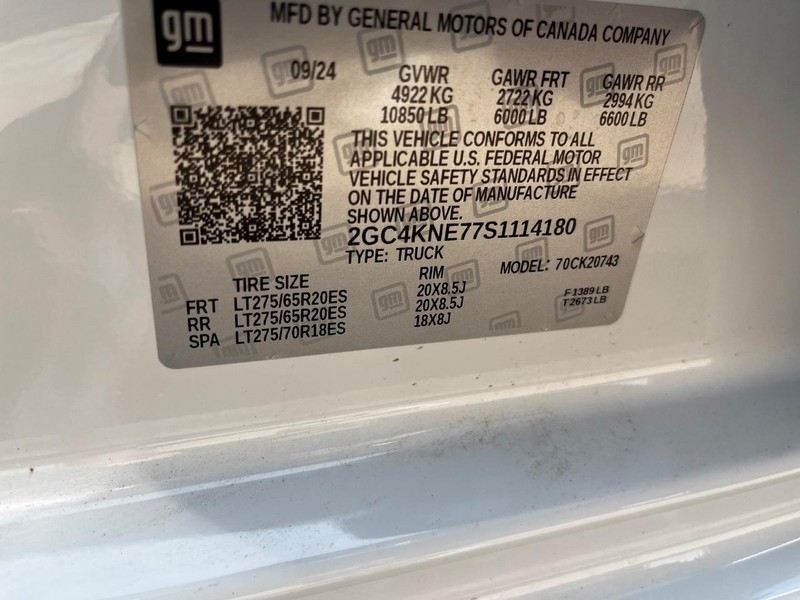 gm
MFD BY GENERAL MOTORS OF CANADA COMPANY
09/24 GVWR GAWR FRT GAWR RR
4922 KG 2722 KG 2994 KG
10850 LB 6000 LB 6600 LB
THIS VEHICLE CONFORMS TO ALL
APPLICABLE U.S. FEDERAL MOTOR
VEHICLE SAFETY STANDARDS IN EFFECT
ON THE DATE OF MANUFACTURE
SHOWN ABOVE.
2GC4KNE77S1114180
TYPE: TRUCK MODEL: 70CK20743
TIRE SIZE RIM
FRT LT275/65R20ES 20X8.5J F 1389 LB
RR LT275/65R20ES 20X8.5J T 2673 LB
SPA LT275/70R18ES 18X8J